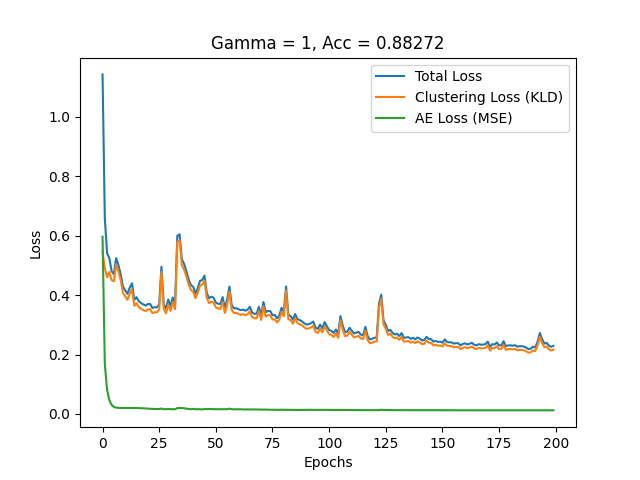 Gamma = 1, Acc = 0.88272
Total Loss
Clustering Loss (KLD)
AE Loss (MSE)
1.0
0.8
0.6
0.4
0.2
0.0
Loss
0 25 50 75 100 125 150 175 200
Epochs